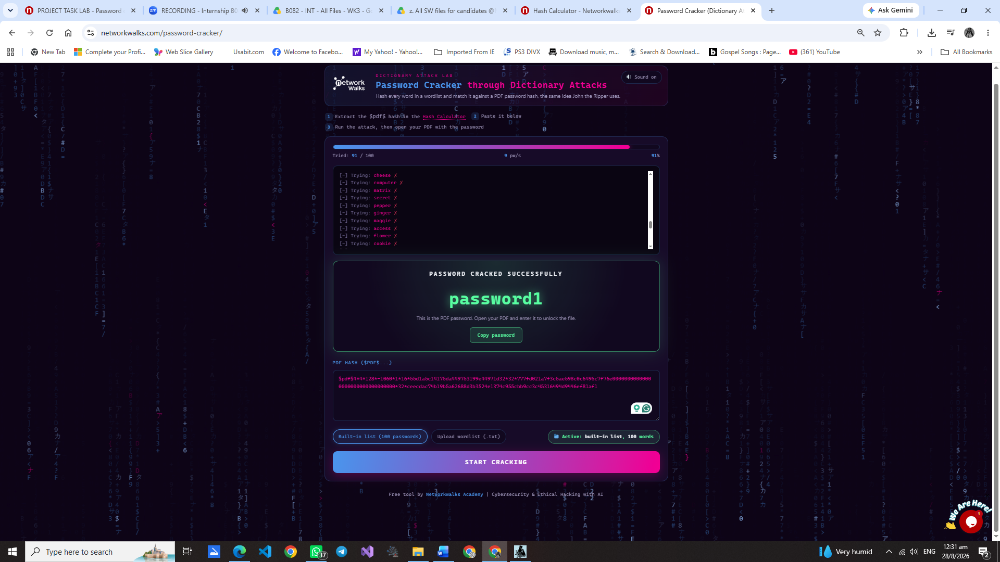 PROJECT TASK LAB - Password
RECORDING - Internship B0
B082 - INT - All Files - WK3 - Go
z. All SW files for candidates @
Hash Calculator - Networkwalks
Password Cracker (Dictionary At
Ask Gemini
networkwalks.com/password-cracker/
New Tab
Complete your Profi...
Web Slice Gallery
Usabit.com
Welcome to Facebo...
My Yahoo! - Yahoo!...
Imported From IE
PS3 DIVX
Download music, m...
Search & Download...
Gospel Songs : Page...
(361) YouTube
All Bookmarks
network
Walks
DICTIONARY ATTACK LAB
Password Cracker through Dictionary Attacks
Hash every word in a wordlist and match it against a PDF password hash, the same idea John the Ripper uses.
Sound on
1 Extract the $pdf$ hash in the Hash Calculator 2 Paste it below
3 Run the attack, then open your PDF with the password
Tried: 91 / 100 9 pw/s 91%
[-] Trying: cheese ✗
[-] Trying: computer ✗
[-] Trying: matrix ✗
[-] Trying: secret ✗
[-] Trying: pepper ✗
[-] Trying: ginger ✗
[-] Trying: maggie ✗
[-] Trying: access ✗
[-] Trying: flower ✗
[-] Trying: cookie ✗
PASSWORD CRACKED SUCCESSFULLY
password1
This is the PDF password. Open your PDF and enter it to unlock the file.
Copy password
PDF HASH ($PDF$...)
$pdf$4*4*128*-1060*1*16*55d1a5c14175da449753199e44971d32*32*777fd021a7f3c5ae598c0c6495c7f76e0000000000000
0000000000000000000*32*ceecdac74b19b5a62688d3b3524e1374c955cbb9cc3c45316494d9446ef81af1
Built-in list (100 passwords)
Upload wordlist (.txt)
Active: built-in list, 100 words
START CRACKING
Free tool by Networkwalks Academy | Cybersecurity & Ethical Hacking with AI
We Are Here!
1
Type here to search
37
Very humid
ENG
12:31 am
28/8/2026
2